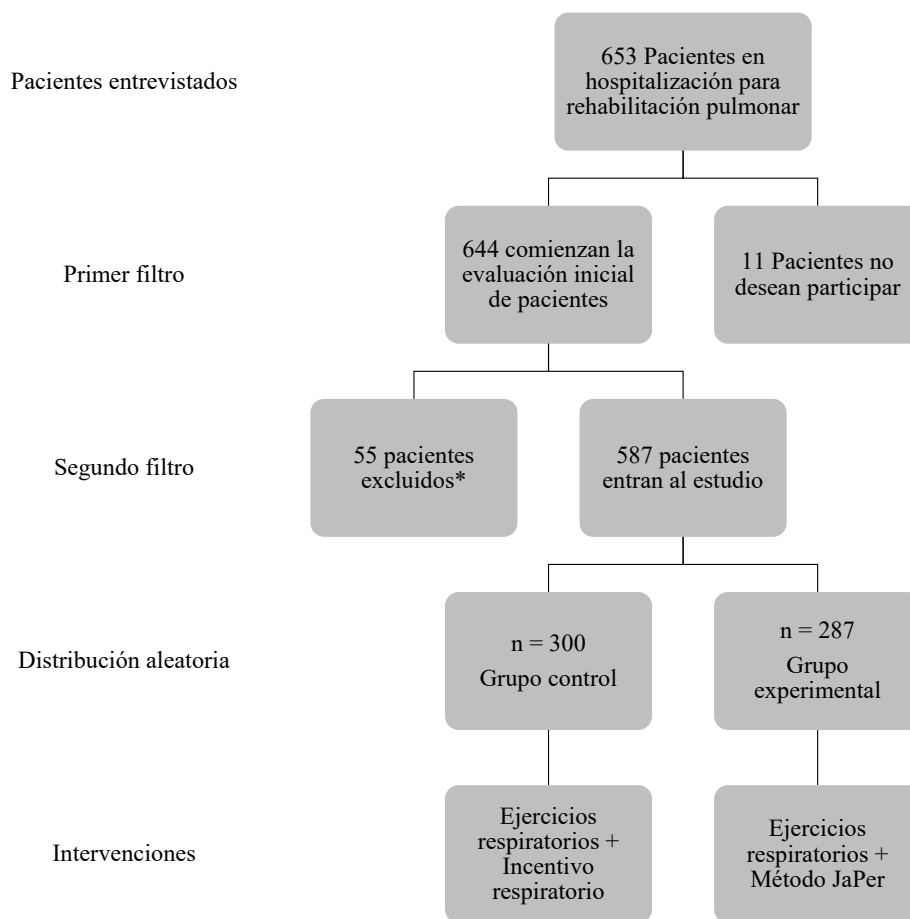 Pacientes entrevistados
653 Pacientes en
hospitalización para
rehabilitación pulmonar
Primer filtro
644 comienzan la
evaluación inicial
de pacientes
11 Pacientes no
desean participar
Segundo filtro
55 pacientes
excluidos*
587 pacientes
entran al estudio
Distribución aleatoria
n = 300
Grupo control
n = 287
Grupo
experimental
Intervenciones
Ejercicios
respiratorios +
Incentivo
respiratorio
Ejercicios
respiratorios +
Método JaPer